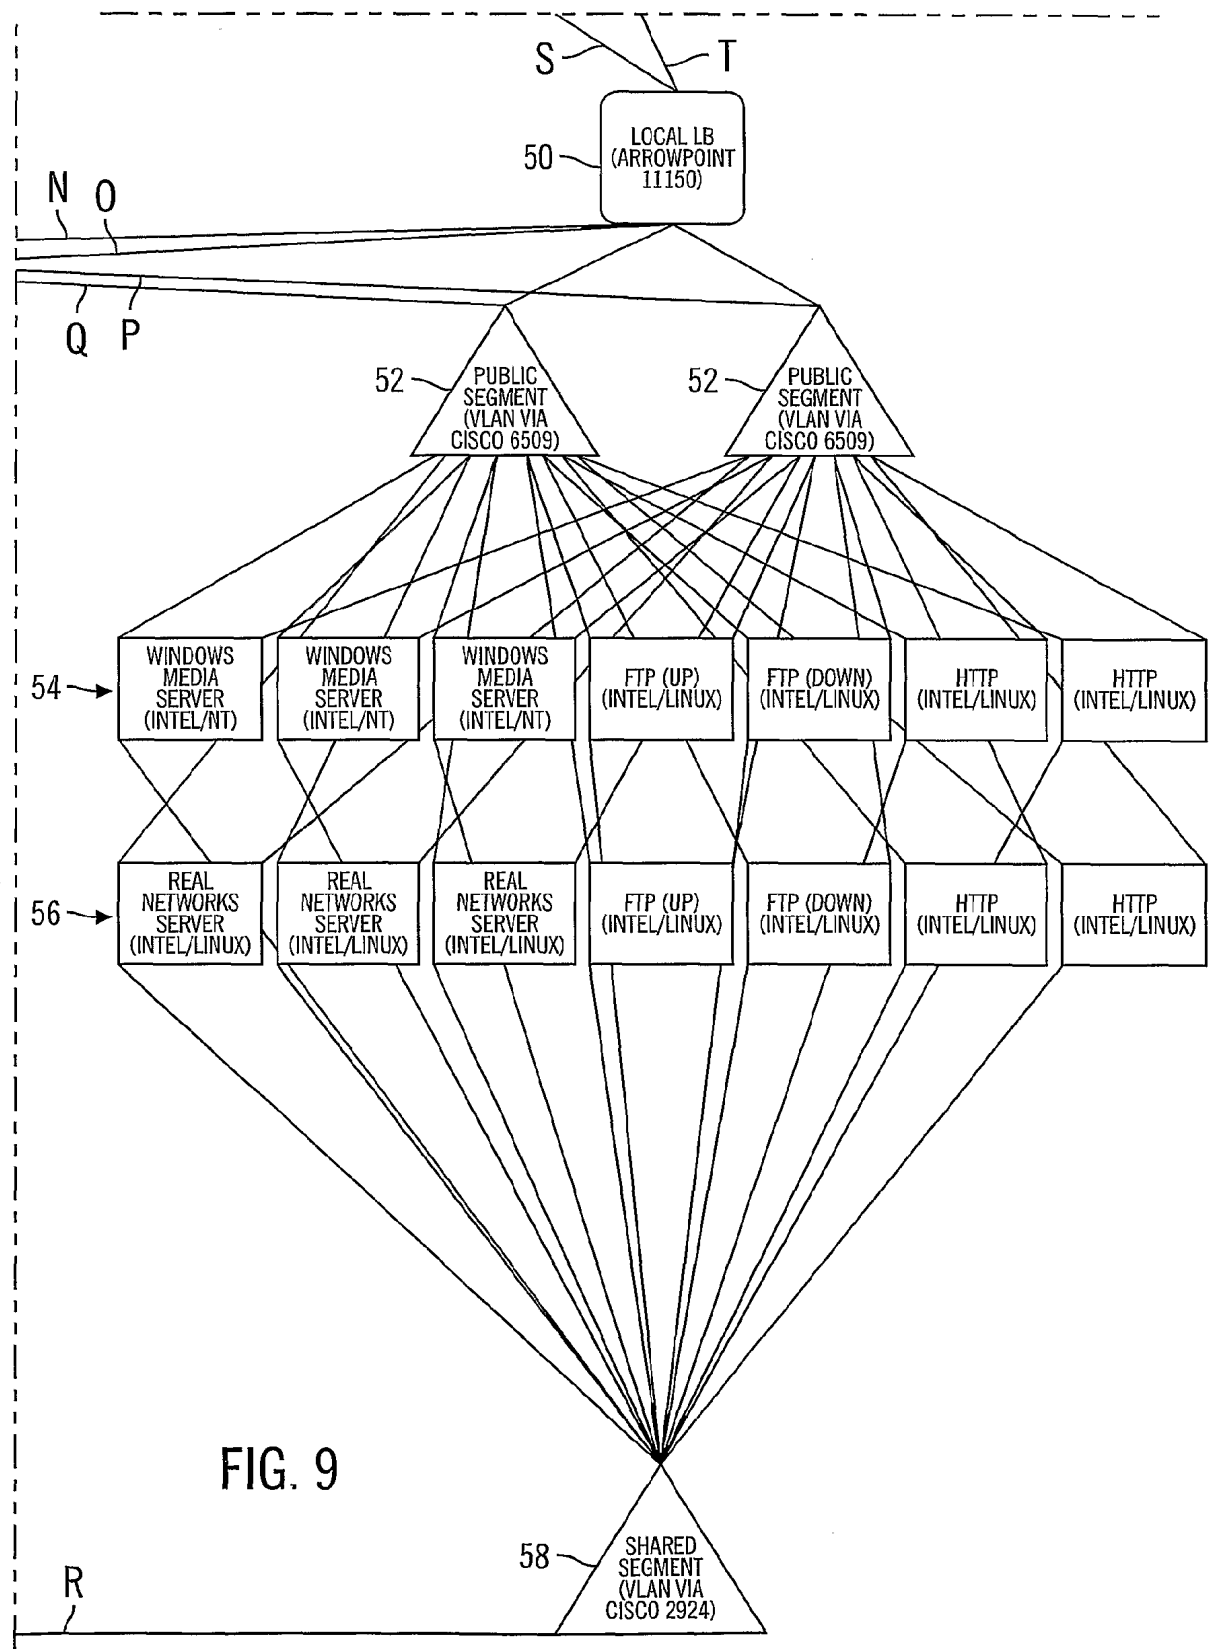 S
T
LOCAL LB
(ARROWPOINT
11150)
50
N
O
Q
P
52
PUBLIC
SEGMENT
(VLAN VIA
CISCO 6509)
52
PUBLIC
SEGMENT
(VLAN VIA
CISCO 6509)
54
WINDOWS
MEDIA
SERVER
(INTEL/NT)
WINDOWS
MEDIA
SERVER
(INTEL/NT)
WINDOWS
MEDIA
SERVER
(INTEL/NT)
FTP (UP)
(INTEL/LINUX)
FTP (DOWN)
(INTEL/LINUX)
HTTP
(INTEL/LINUX)
HTTP
(INTEL/LINUX)
56
REAL
NETWORKS
SERVER
(INTEL/LINUX)
REAL
NETWORKS
SERVER
(INTEL/LINUX)
REAL
NETWORKS
SERVER
(INTEL/LINUX)
FTP (UP)
(INTEL/LINUX)
FTP (DOWN)
(INTEL/LINUX)
HTTP
(INTEL/LINUX)
HTTP
(INTEL/LINUX)
FIG. 9
58
SHARED
SEGMENT
(VLAN VIA
CISCO 2924)
R